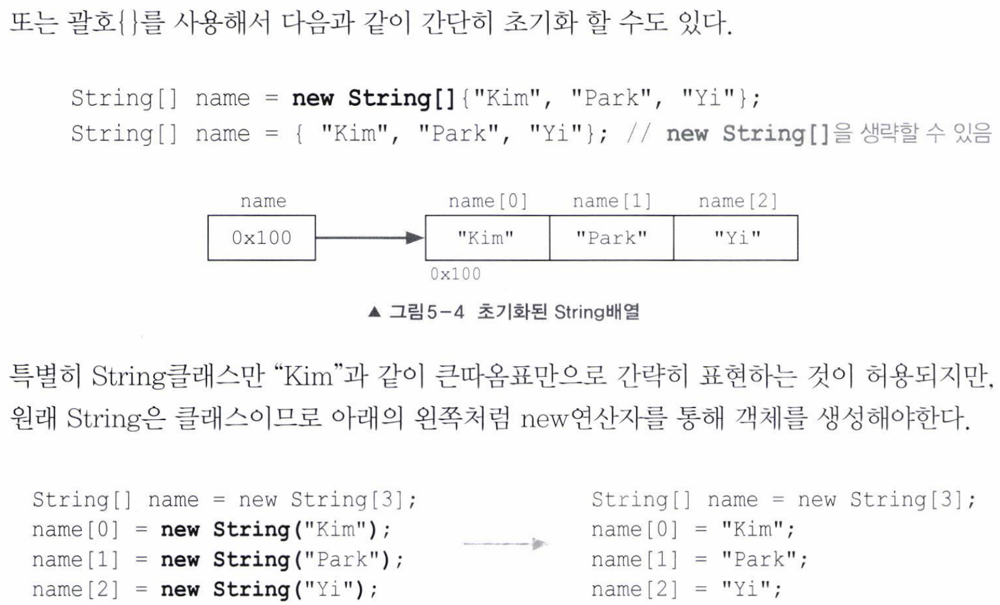 또는 괄호{}를 사용해서 다음과 같이 간단히 초기화 할 수도 있다.
String[] name = new String[]{"Kim", "Park", "Yi"};
String[] name = { "Kim", "Park", "Yi"}; // new String[]을 생략할 수 있음
name name[0] name[1] name[2]
0x100 "Kim" "Park" "Yi"
0x100
▲ 그림5-4 초기화된 String배열
특별히 String클래스만 “Kim”과 같이 큰따옴표만으로 간략히 표현하는 것이 허용되지만,
원래 String은 클래스이므로 아래의 왼쪽처럼 new연산자를 통해 객체를 생성해야한다.
String[] name = new String[3];
name[0] = new String("Kim");
name[1] = new String("Park");
name[2] = new String("Yi");
String[] name = new String[3];
name[0] = "Kim";
name[1] = "Park";
name[2] = "Yi";